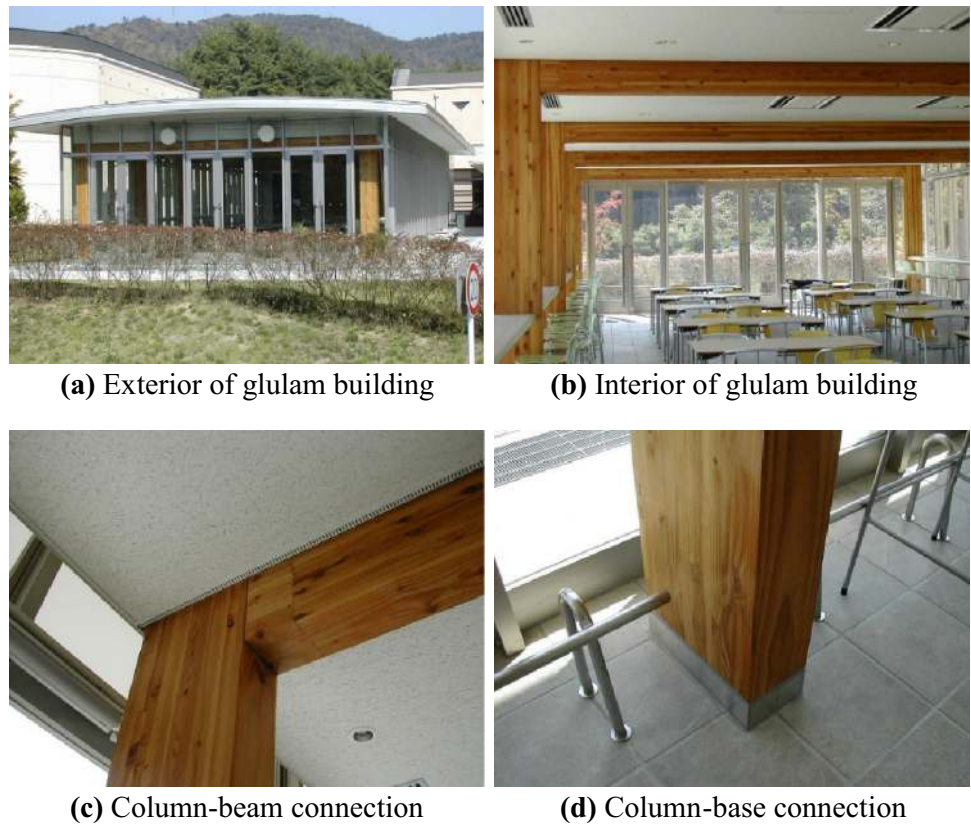 (a) Exterior of glulam building
(b) Interior of glulam building
(c) Column-beam connection
(d) Column-base connection